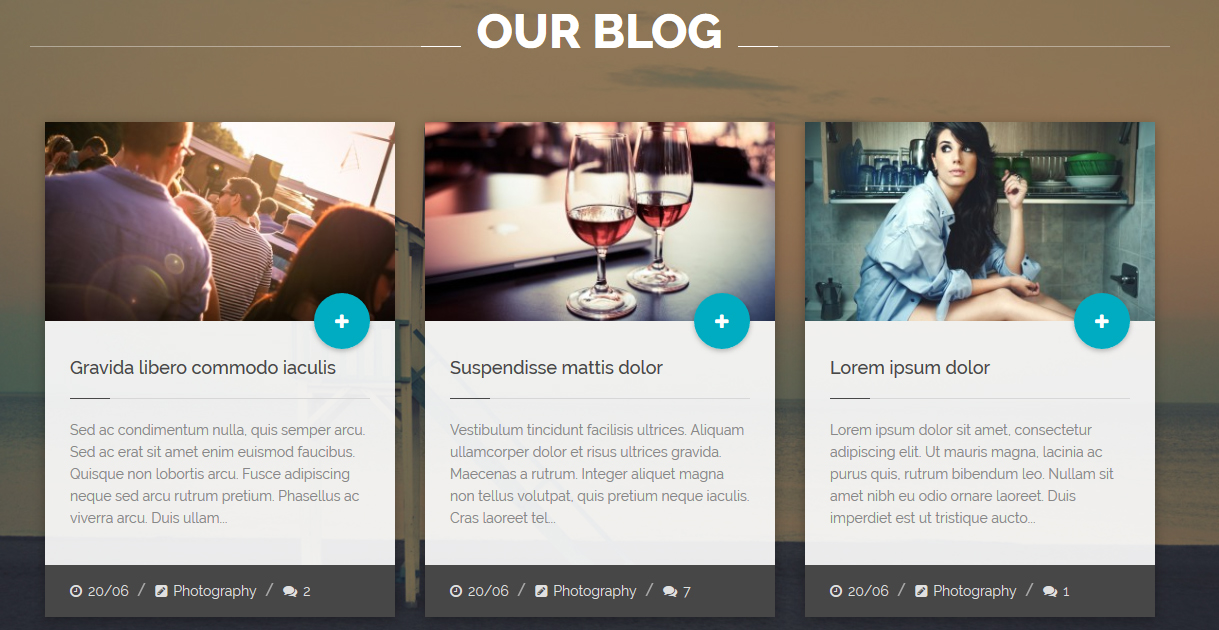 OUR BLOG
Gravida libero commodo iaculis
Sed ac condimentum nulla, quis semper arcu.
Sed ac erat sit amet enim euismod faucibus.
Quisque non lobortis arcu. Fusce adipiscing
neque sed arcu rutrum pretium. Phasellus ac
viverra arcu. Duis ullam...
20/06 / Photography / 2
Suspendisse mattis dolor
Vestibulum tincidunt facilisis ultrices. Aliquam
ullamcorper dolor et risus ultrices gravida.
Maecenas a rutrum. Integer aliquet magna
non tellus volutpat, quis pretium neque iaculis.
Cras laoreet tel...
20/06 / Photography / 7
Lorem ipsum dolor
Lorem ipsum dolor sit amet, consectetur
adipiscing elit. Ut mauris magna, lacinia ac
purus quis, rutrum bibendum leo. Nullam sit
amet nibh eu odio ornare laoreet. Duis
imperdiet est ut tristique aucto...
20/06 / Photography / 1